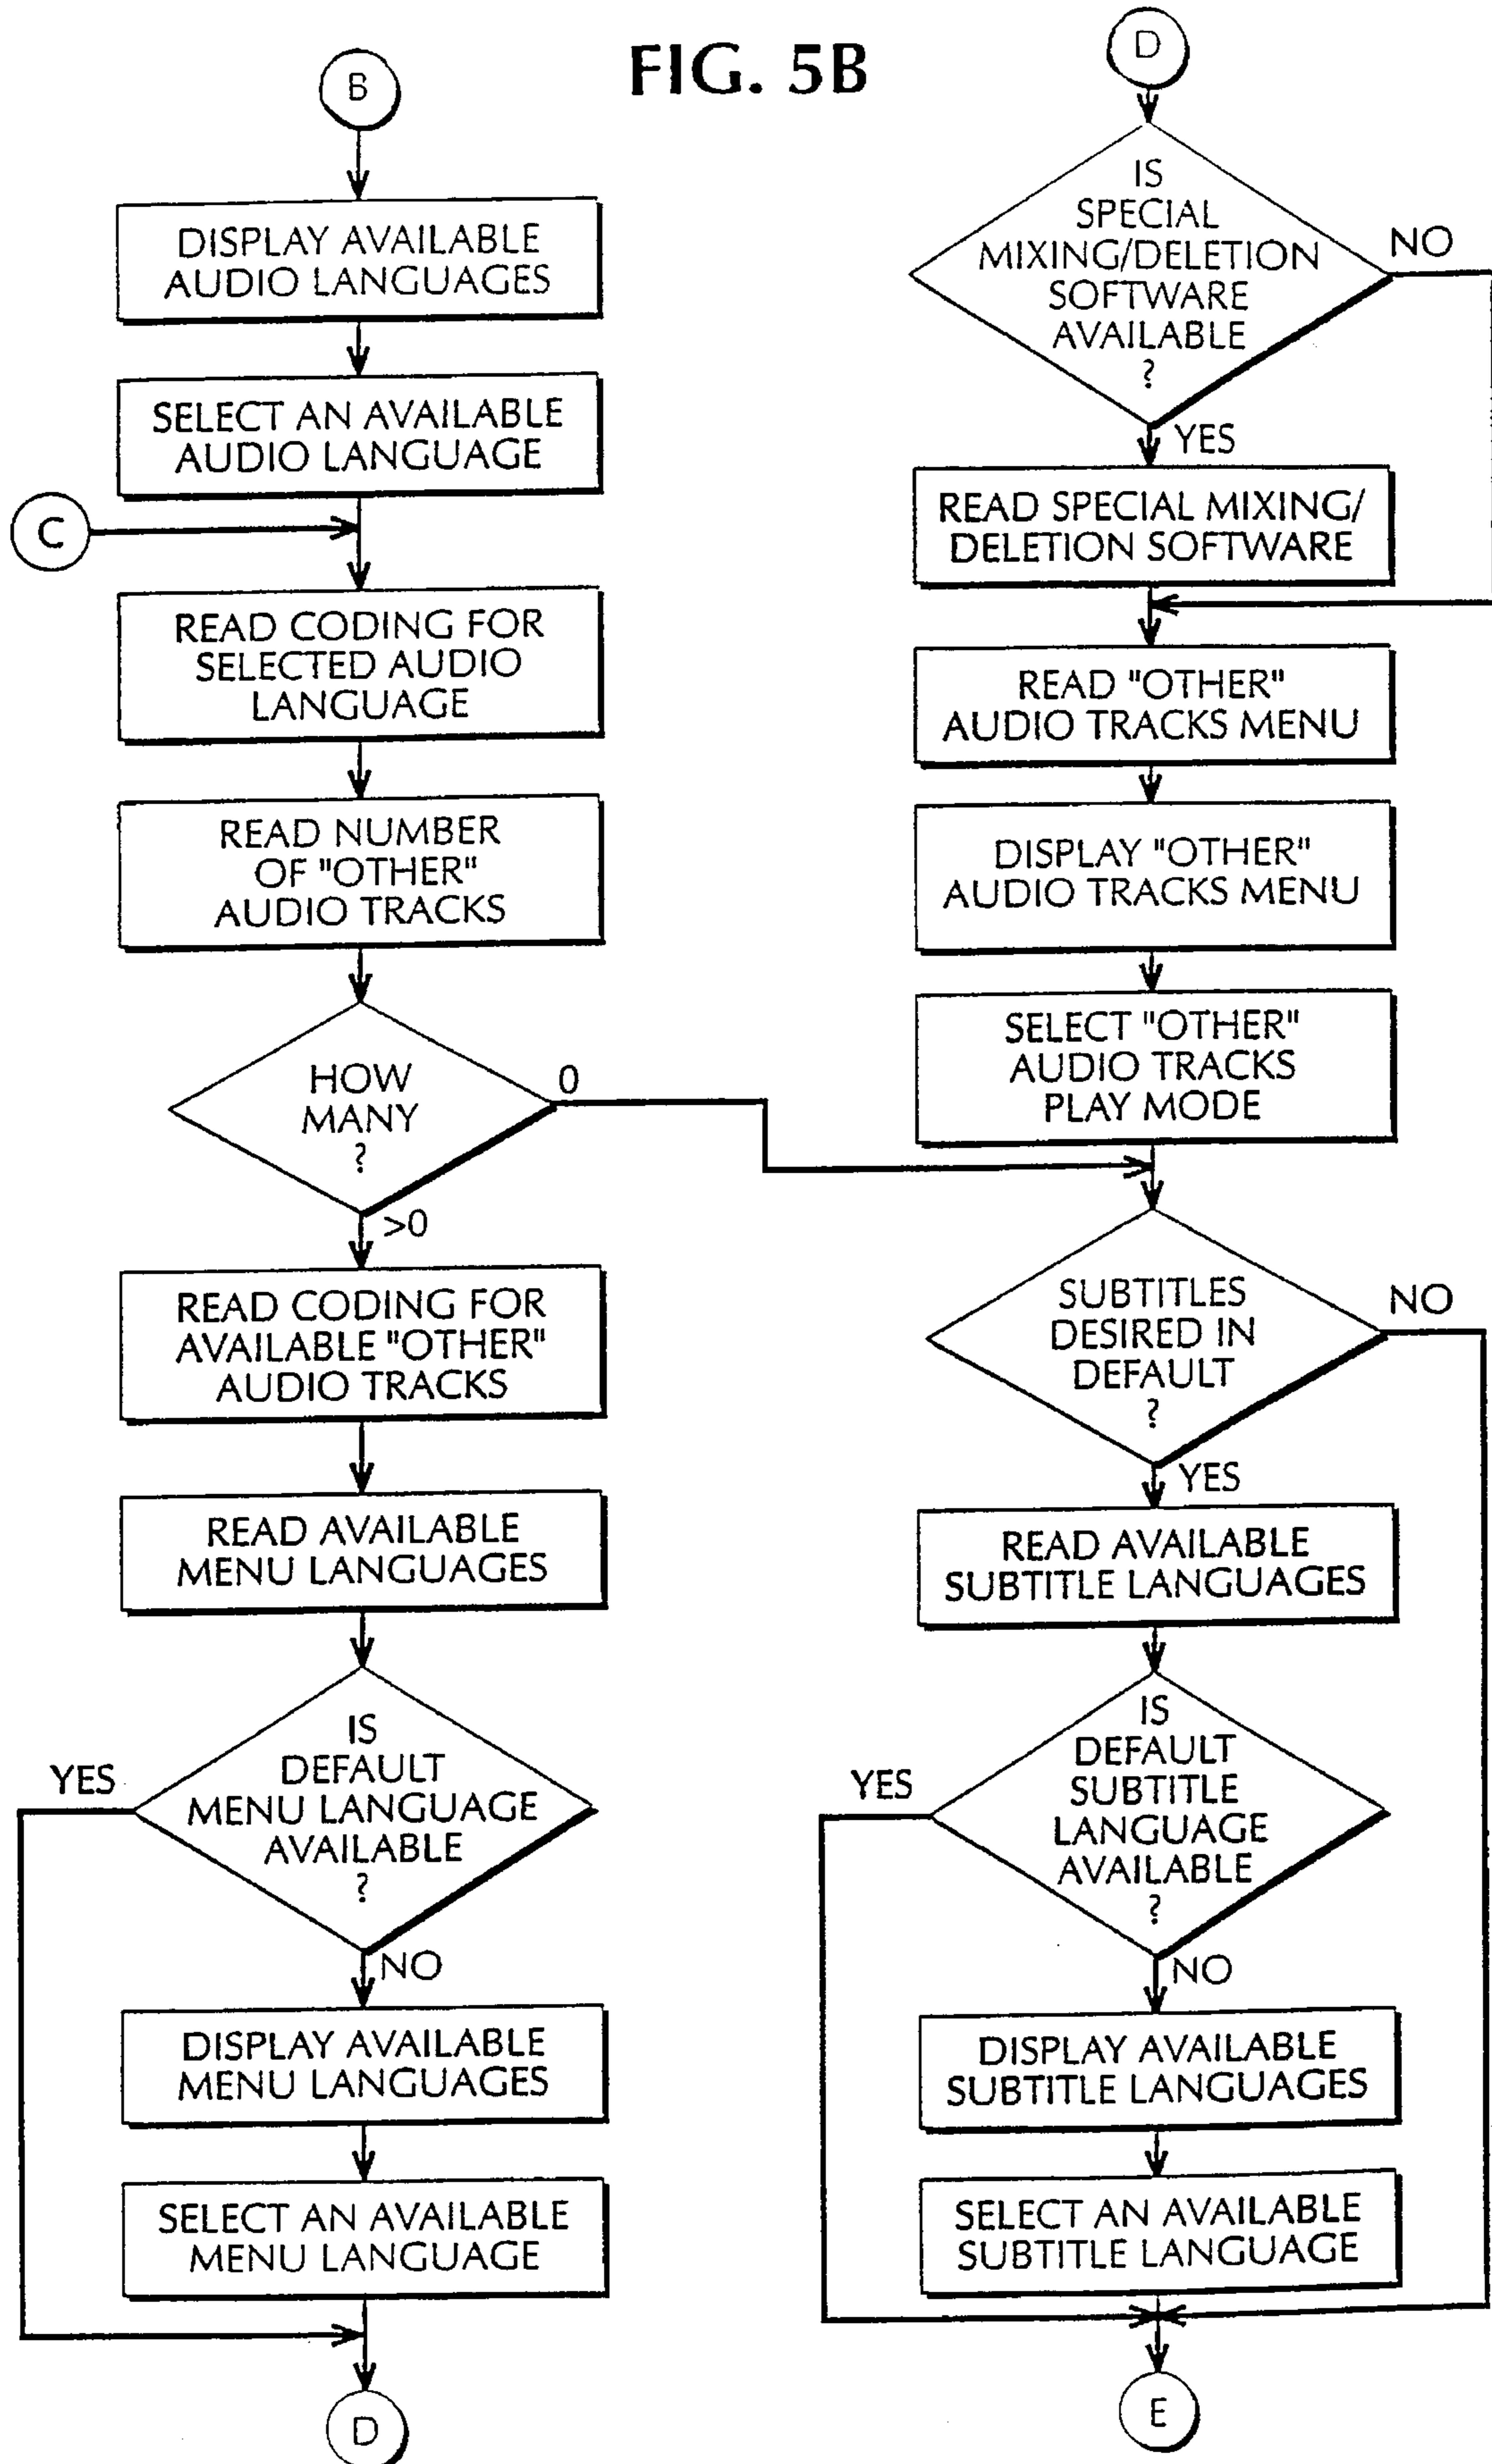 FIG. 5B
B
DISPLAY AVAILABLE
AUDIO LANGUAGES
SELECT AN AVAILABLE
AUDIO LANGUAGE
C
READ CODING FOR
SELECTED AUDIO
LANGUAGE
READ NUMBER
OF "OTHER"
AUDIO TRACKS
HOW
MANY
?
0
>0
READ CODING FOR
AVAILABLE "OTHER"
AUDIO TRACKS
READ AVAILABLE
MENU LANGUAGES
IS
DEFAULT
MENU LANGUAGE
AVAILABLE
?
YES
NO
DISPLAY AVAILABLE
MENU LANGUAGES
SELECT AN AVAILABLE
MENU LANGUAGE
D
D
IS
SPECIAL
MIXING/DELETION
SOFTWARE
AVAILABLE
?
NO
YES
READ SPECIAL MIXING/
DELETION SOFTWARE
READ "OTHER"
AUDIO TRACKS MENU
DISPLAY "OTHER"
AUDIO TRACKS MENU
SELECT "OTHER"
AUDIO TRACKS
PLAY MODE
SUBTITLES
DESIRED IN
DEFAULT
?
NO
YES
READ AVAILABLE
SUBTITLE LANGUAGES
IS
DEFAULT
SUBTITLE
LANGUAGE
AVAILABLE
?
YES
NO
DISPLAY AVAILABLE
SUBTITLE LANGUAGES
SELECT AN AVAILABLE
SUBTITLE LANGUAGE
E